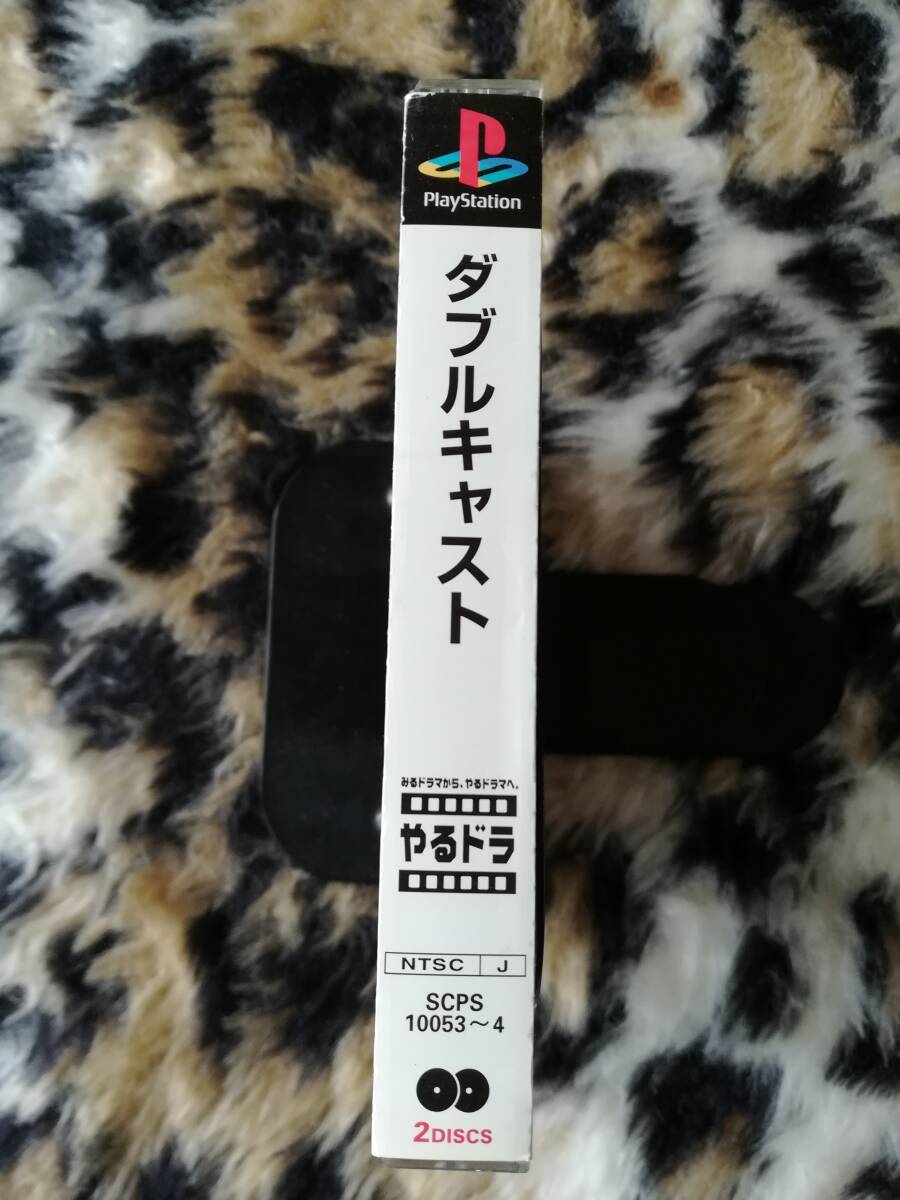 PlayStation
ダブルキャスト
みるドラマから、やるドラマへ。
やるドラ
NTSC J
SCPS
10053～4
2DISCS